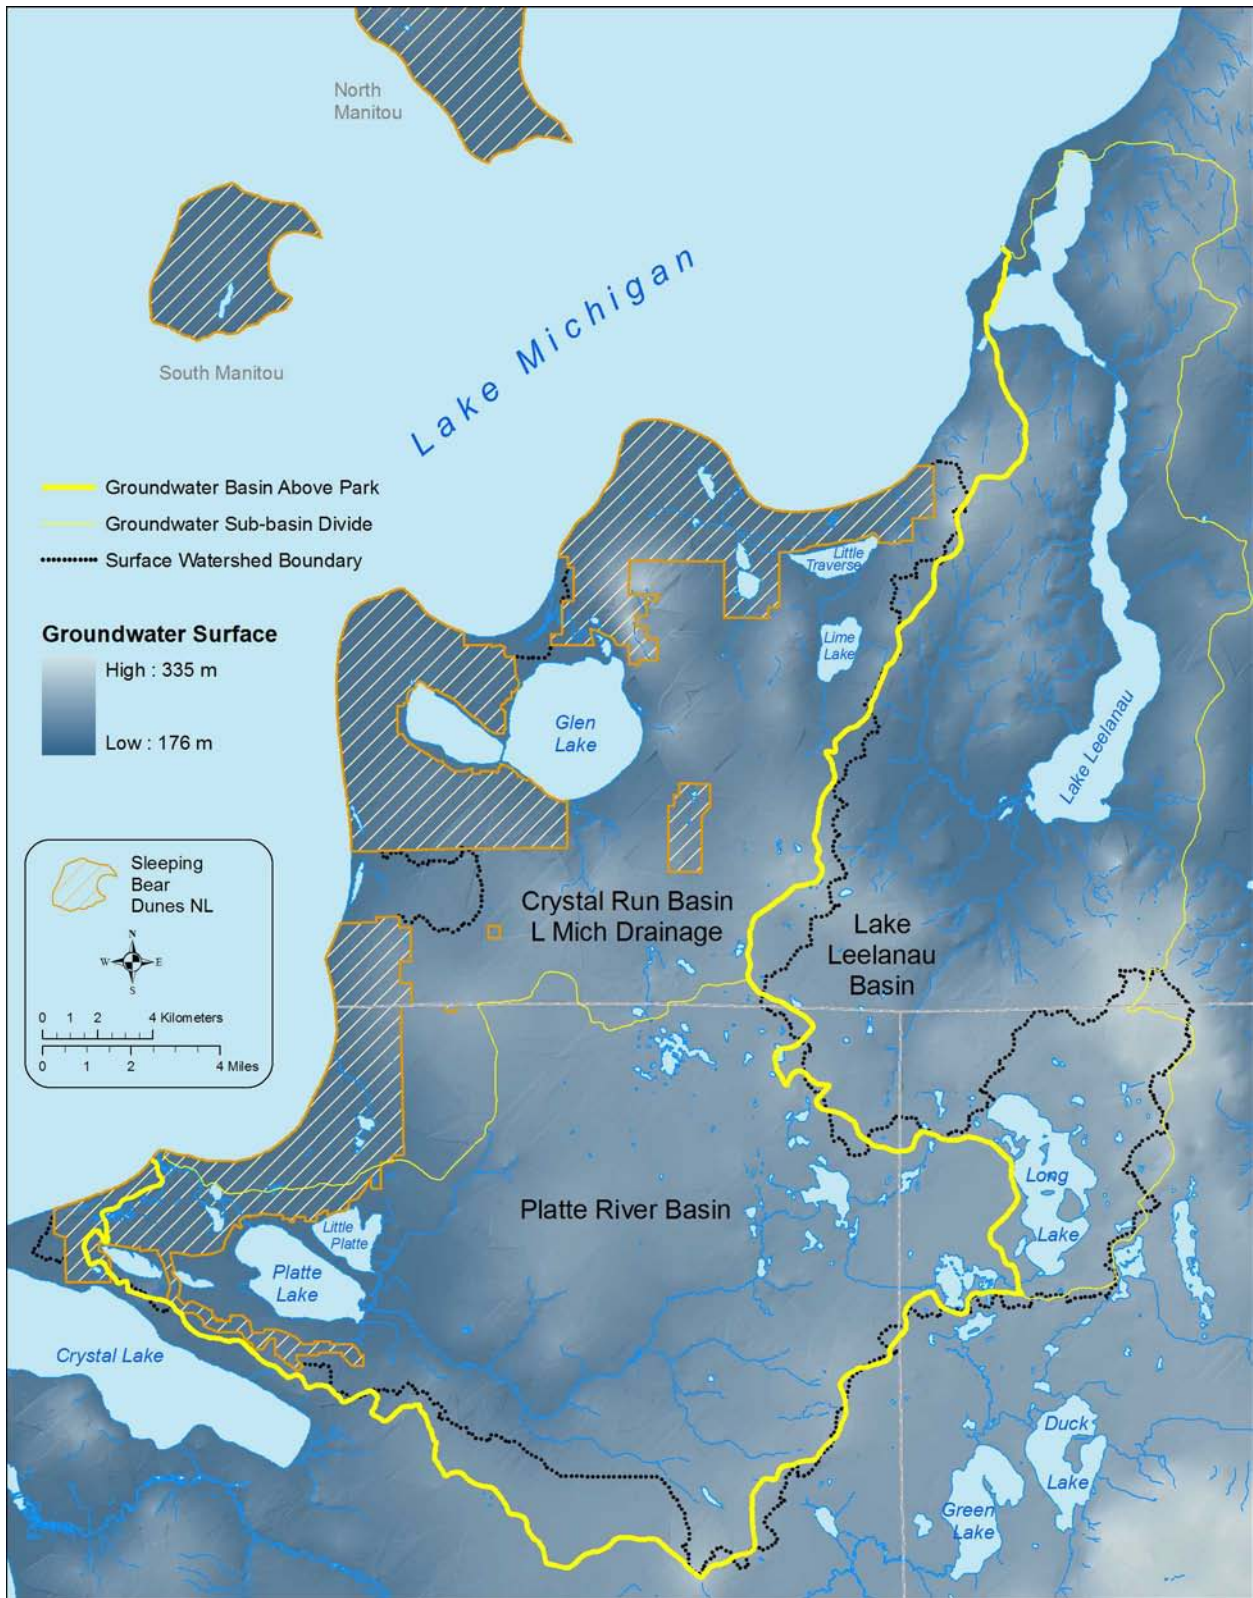 North
Manitou
South Manitou
Lake Michigan
Groundwater Basin Above Park
Groundwater Sub-basin Divide
Surface Watershed Boundary
Groundwater Surface
High : 335 m
Low : 176 m
Little
Traverse
Lime
Lake
Glen
Lake
Lake Leelanau
Sleeping
Bear
Dunes NL
N
W E
S
0 1 2 4 Kilometers
0 1 2 4 Miles
Crystal Run Basin
L Mich Drainage
Lake
Leelanau
Basin
Long
Lake
Platte River Basin
Little
Platte
Platte
Lake
Crystal Lake
Duck
Lake
Green
Lake